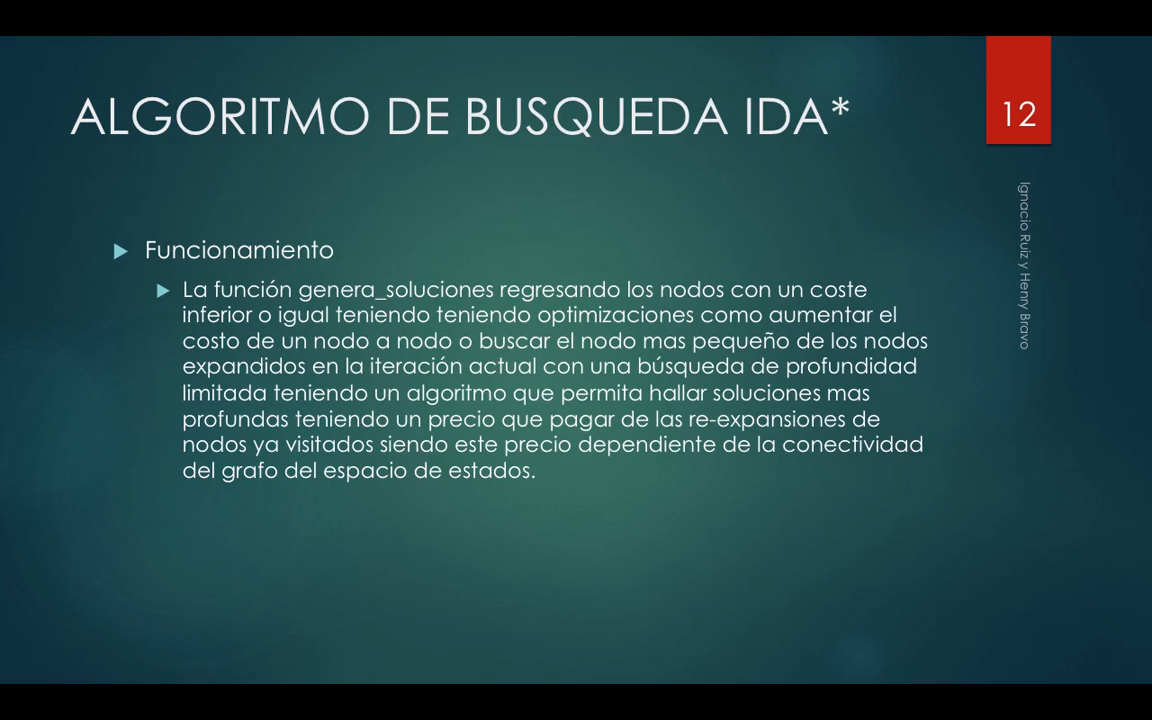 ALGORITMO DE BUSQUEDA IDA*
12
Funcionamiento
La función genera_soluciones regresando los nodos con un coste
inferior o igual teniendo teniendo optimizaciones como aumentar el
costo de un nodo a nodo o buscar el nodo mas pequeño de los nodos
expandidos en la iteración actual con una búsqueda de profundidad
limitada teniendo un algoritmo que permita hallar soluciones mas
profundas teniendo un precio que pagar de las re-expansiones de
nodos ya visitados siendo este precio dependiente de la conectividad
del grafo del espacio de estados.
Ignacio Ruiz y Henry Bravo